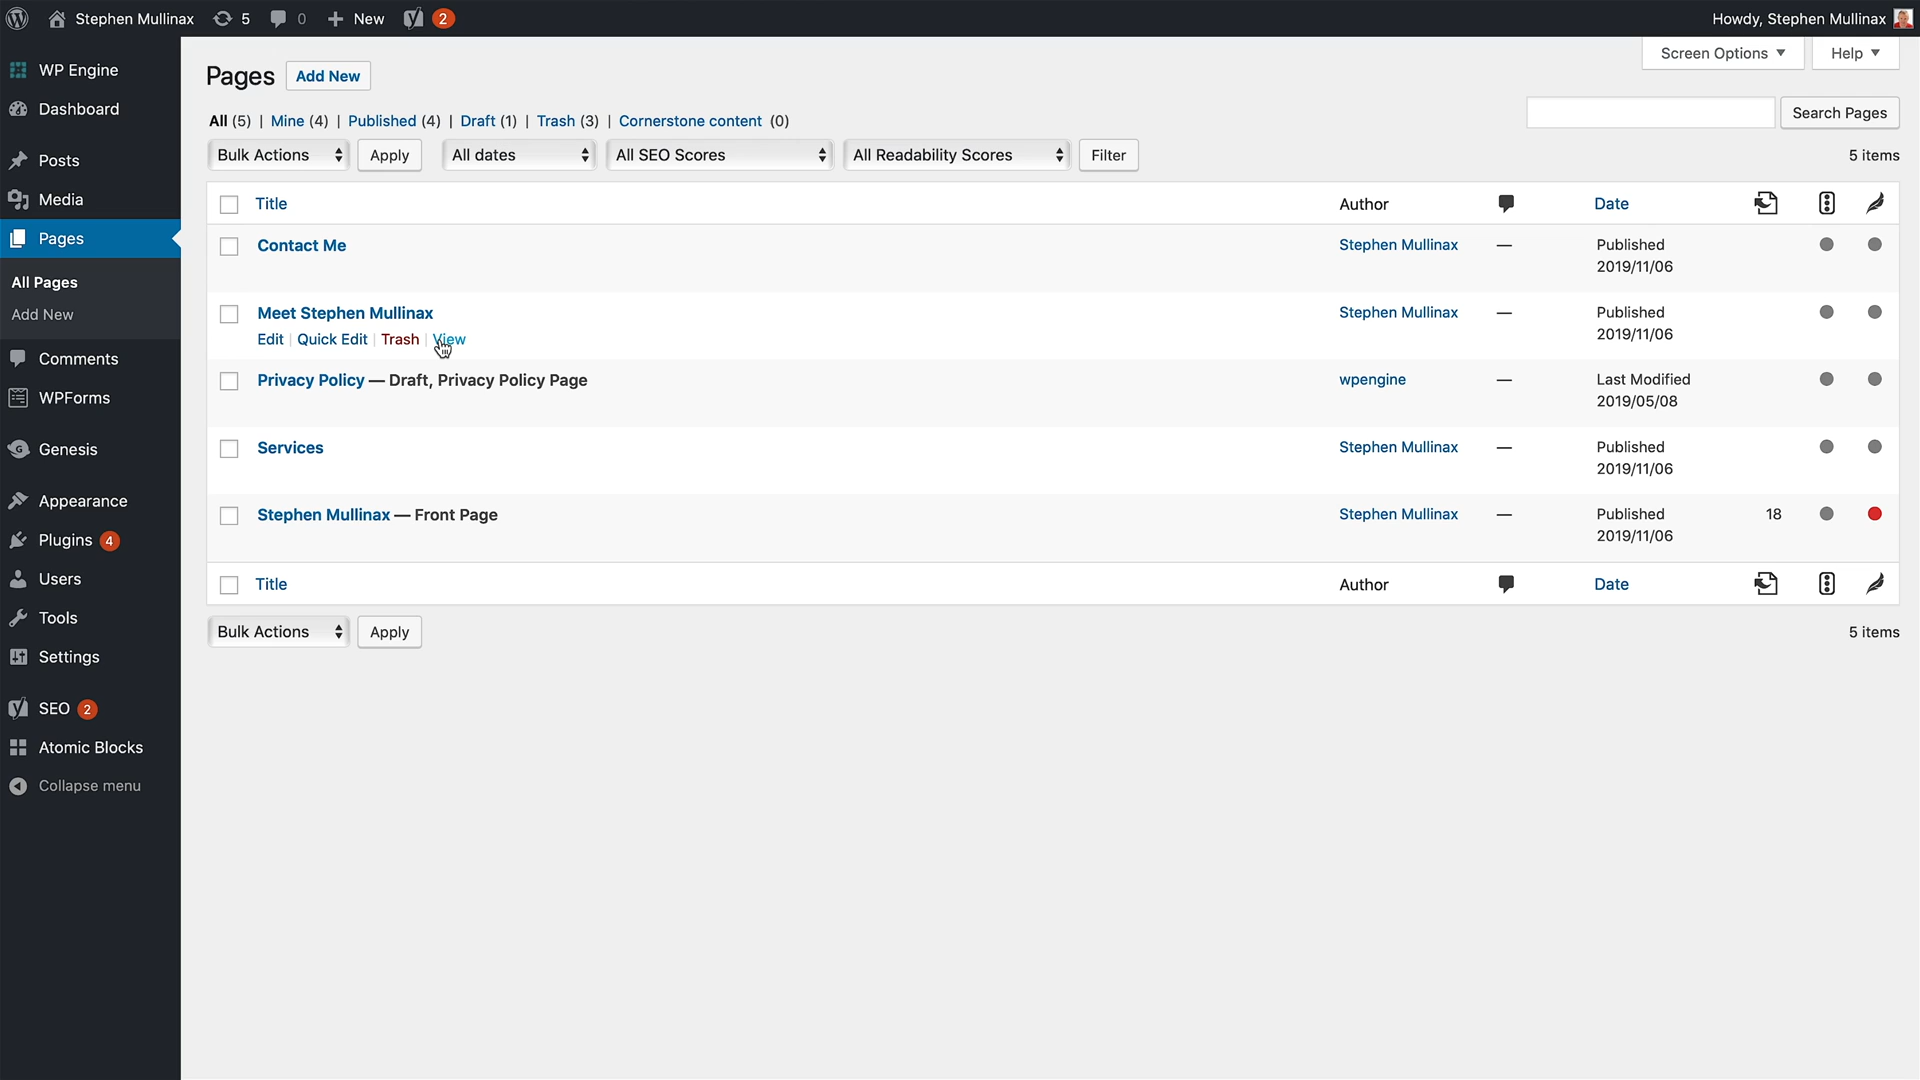 Stephen Mullinax 5 0 New 2 Howdy, Stephen Mullinax
Screen Options Help
WP Engine
Dashboard
Posts
Media
Pages
All Pages
Add New
Comments
WPForms
Genesis
Appearance
Plugins 4
Users
Tools
Settings
SEO 2
Atomic Blocks
Collapse menu
Pages Add New
All (5) | Mine (4) | Published (4) | Draft (1) | Trash (3) | Cornerstone content (0)
Search Pages
Bulk Actions Apply All dates All SEO Scores All Readability Scores Filter 5 items
Title Author Date
Contact Me Stephen Mullinax — Published
2019/11/06
Meet Stephen Mullinax Stephen Mullinax — Published
Edit | Quick Edit | Trash | View 2019/11/06
Privacy Policy — Draft, Privacy Policy Page wpengine — Last Modified
2019/05/08
Services Stephen Mullinax — Published
2019/11/06
Stephen Mullinax — Front Page Stephen Mullinax — Published 18
2019/11/06
Title Author Date
Bulk Actions Apply 5 items